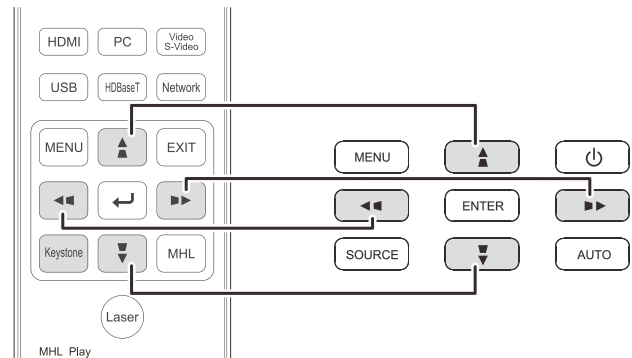 HDMI PC Video
S-Video
USB HDBaseT Network
MENU EXIT
MENU
ENTER
Keystone MHL
SOURCE AUTO
Laser
MHL Play